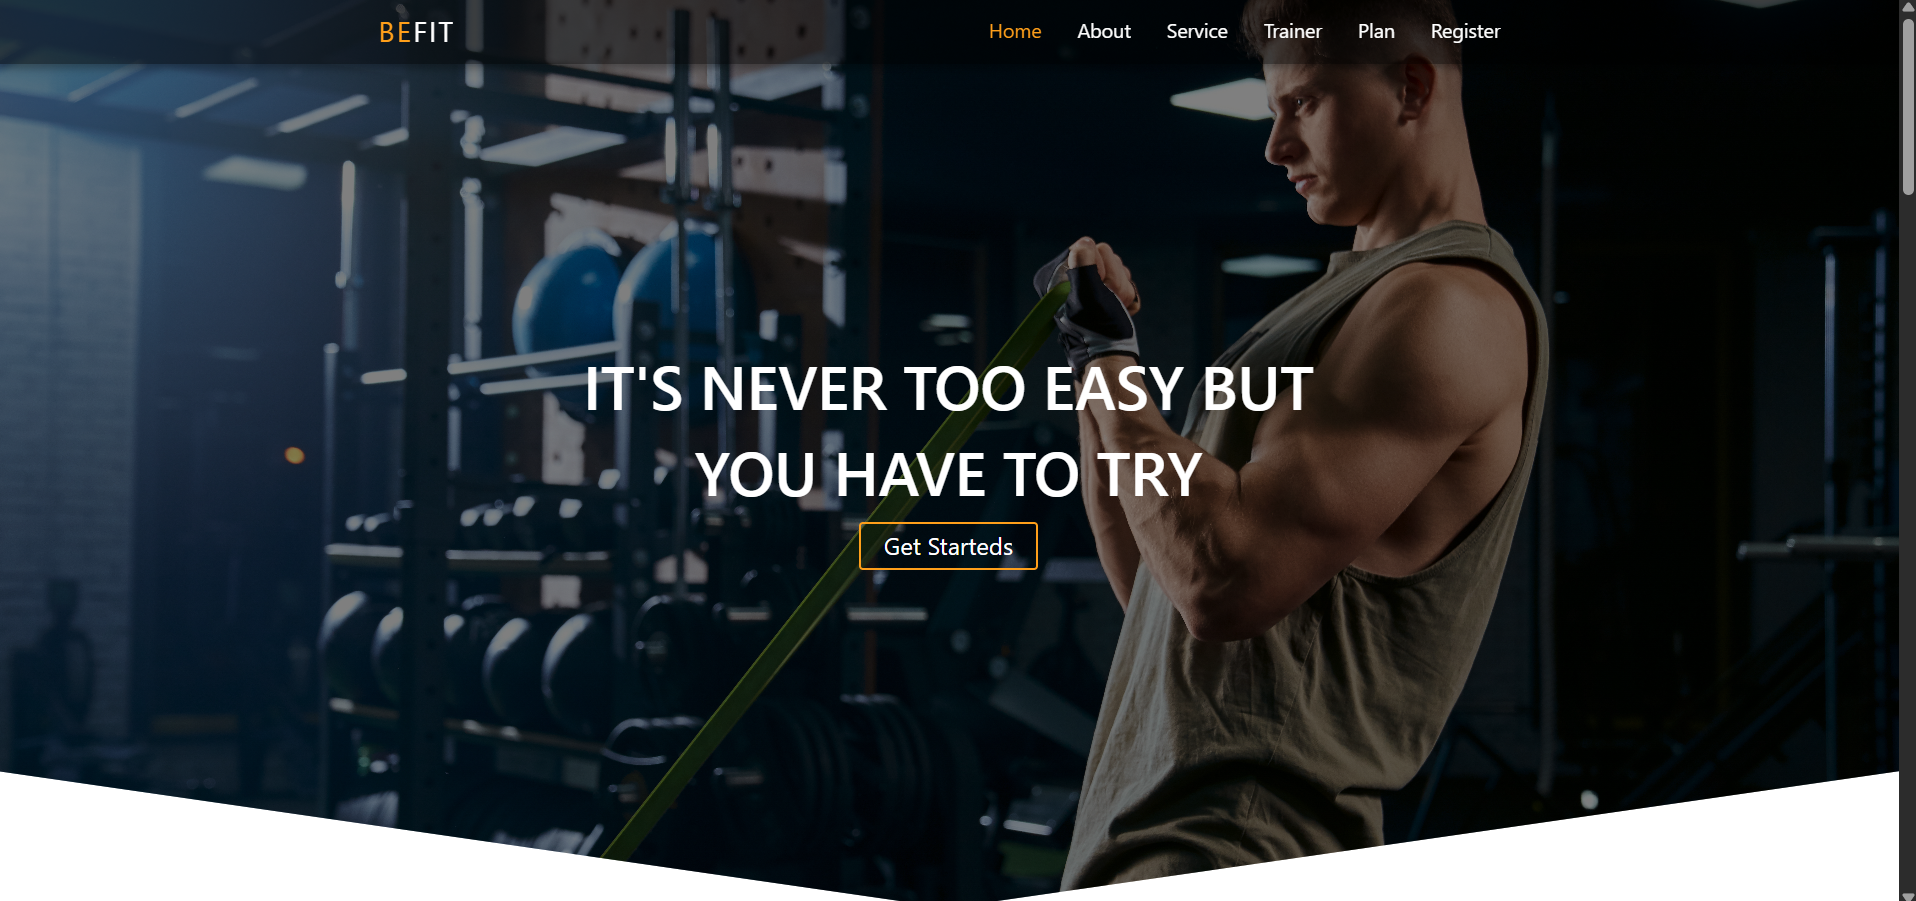 BEFIT
Home About Service Trainer Plan Register
IT'S NEVER TOO EASY BUT
YOU HAVE TO TRY
Get Starteds